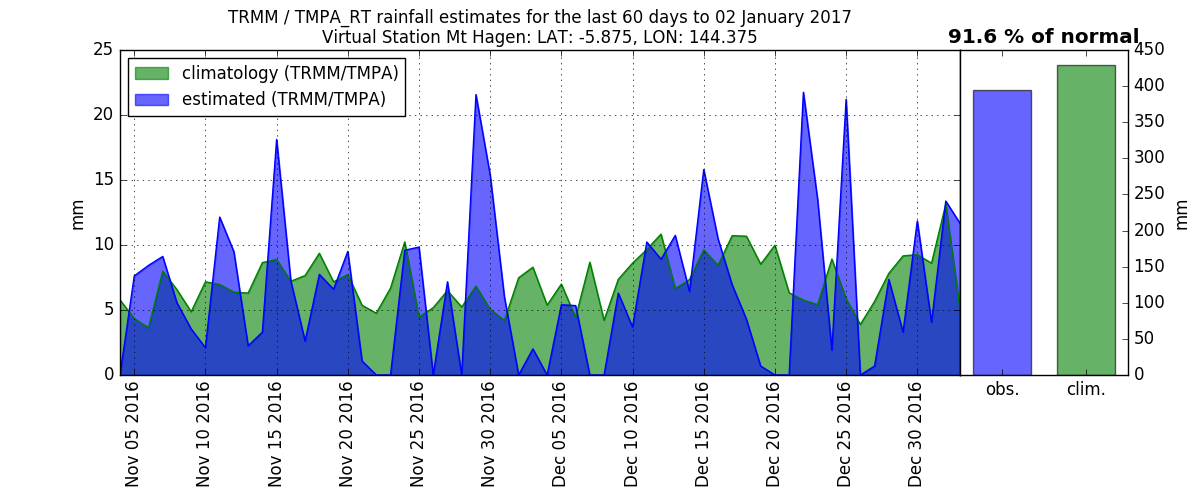 TRMM / TMPA_RT rainfall estimates for the last 60 days to 02 January 2017
Virtual Station Mt Hagen: LAT: -5.875, LON: 144.375
91.6 % of normal
climatology (TRMM/TMPA)
estimated (TRMM/TMPA)
25
20
15
10
5
0
mm
Nov 05 2016
Nov 10 2016
Nov 15 2016
Nov 20 2016
Nov 25 2016
Nov 30 2016
Dec 05 2016
Dec 10 2016
Dec 15 2016
Dec 20 2016
Dec 25 2016
Dec 30 2016
obs.
clim.
450
400
350
300
250
200
150
100
50
0
mm